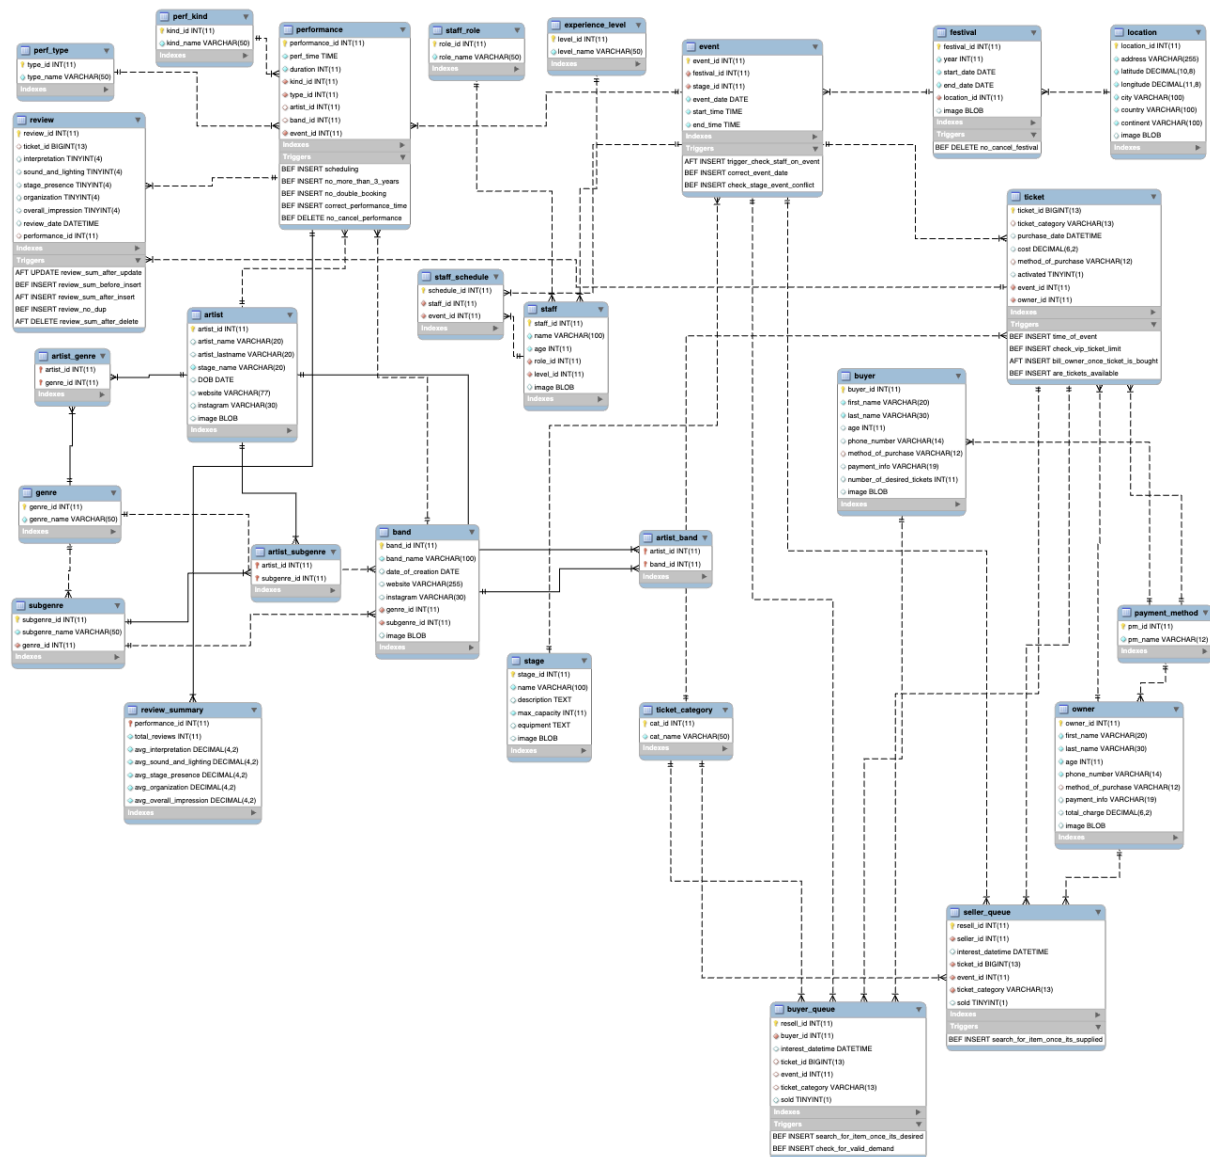 perf_kind
kind_id INT(11)
kind_name VARCHAR(50)
Indexes
perf_type
type_id INT(11)
type_name VARCHAR(50)
Indexes
performance
performance_id INT(11)
perf_time TIME
duration INT(11)
kind_id INT(11)
type_id INT(11)
artist_id INT(11)
band_id INT(11)
event_id INT(11)
Indexes
Triggers
BEF INSERT scheduling
BEF INSERT no_more_than_3_years
BEF INSERT no_double_booking
BEF INSERT correct_performance_time
BEF DELETE no_cancel_performance
staff_role
role_id INT(11)
role_name VARCHAR(50)
Indexes
experience_level
level_id INT(11)
level_name VARCHAR(50)
Indexes
event
event_id INT(11)
festival_id INT(11)
stage_id INT(11)
event_date DATE
start_time TIME
end_time TIME
Indexes
Triggers
AFT INSERT trigger_check_staff_on_event
BEF INSERT correct_event_date
BEF INSERT check_stage_event_conflict
festival
festival_id INT(11)
year INT(11)
start_date DATE
end_date DATE
location_id INT(11)
image BLOB
Indexes
Triggers
BEF DELETE no_cancel_festival
location
location_id INT(11)
address VARCHAR(255)
latitude DECIMAL(10,8)
longitude DECIMAL(11,8)
city VARCHAR(100)
country VARCHAR(100)
continent VARCHAR(100)
image BLOB
Indexes
review
review_id INT(11)
ticket_id BIGINT(13)
interpretation TINYINT(4)
sound_and_lighting TINYINT(4)
stage_presence TINYINT(4)
organization TINYINT(4)
overall_impression TINYINT(4)
review_date DATETIME
performance_id INT(11)
Indexes
Triggers
AFT UPDATE review_sum_after_update
BEF INSERT review_sum_before_insert
AFT INSERT review_sum_after_insert
BEF INSERT review_no_dup
AFT DELETE review_sum_after_delete
ticket
ticket_id BIGINT(13)
ticket_category VARCHAR(13)
purchase_date DATETIME
cost DECIMAL(6,2)
method_of_purchase VARCHAR(12)
activated TINYINT(1)
event_id INT(11)
owner_id INT(11)
Indexes
Triggers
BEF INSERT time_of_event
BEF INSERT check_vip_ticket_limit
AFT INSERT bill_owner_once_ticket_is_bought
BEF INSERT are_tickets_available
staff_schedule
schedule_id INT(11)
staff_id INT(11)
event_id INT(11)
Indexes
staff
staff_id INT(11)
name VARCHAR(100)
age INT(11)
role_id INT(11)
level_id INT(11)
image BLOB
Indexes
artist
artist_id INT(11)
artist_name VARCHAR(20)
artist_lastname VARCHAR(20)
stage_name VARCHAR(20)
DOB DATE
website VARCHAR(77)
instagram VARCHAR(30)
image BLOB
Indexes
artist_genre
artist_id INT(11)
genre_id INT(11)
Indexes
buyer
buyer_id INT(11)
first_name VARCHAR(20)
last_name VARCHAR(30)
age INT(11)
phone_number VARCHAR(14)
method_of_purchase VARCHAR(12)
payment_info VARCHAR(19)
number_of_desired_tickets INT(11)
image BLOB
Indexes
genre
genre_id INT(11)
genre_name VARCHAR(50)
Indexes
artist_subgenre
artist_id INT(11)
subgenre_id INT(11)
Indexes
band
band_id INT(11)
band_name VARCHAR(100)
date_of_creation DATE
website VARCHAR(255)
instagram VARCHAR(30)
genre_id INT(11)
subgenre_id INT(11)
image BLOB
Indexes
artist_band
artist_id INT(11)
band_id INT(11)
Indexes
subgenre
subgenre_id INT(11)
subgenre_name VARCHAR(50)
genre_id INT(11)
Indexes
payment_method
pm_id INT(11)
pm_name VARCHAR(12)
Indexes
stage
stage_id INT(11)
name VARCHAR(100)
description TEXT
max_capacity INT(11)
equipment TEXT
image BLOB
Indexes
review_summary
performance_id INT(11)
total_reviews INT(11)
avg_interpretation DECIMAL(4,2)
avg_sound_and_lighting DECIMAL(4,2)
avg_stage_presence DECIMAL(4,2)
avg_organization DECIMAL(4,2)
avg_overall_impression DECIMAL(4,2)
Indexes
ticket_category
cat_id INT(11)
cat_name VARCHAR(50)
Indexes
owner
owner_id INT(11)
first_name VARCHAR(20)
last_name VARCHAR(30)
age INT(11)
phone_number VARCHAR(14)
method_of_purchase VARCHAR(12)
payment_info VARCHAR(19)
total_charge DECIMAL(6,2)
image BLOB
Indexes
seller_queue
resell_id INT(11)
seller_id INT(11)
interest_datetime DATETIME
ticket_id BIGINT(13)
event_id INT(11)
ticket_category VARCHAR(13)
sold TINYINT(1)
Indexes
Triggers
BEF INSERT search_for_item_once_its_supplied
buyer_queue
resell_id INT(11)
buyer_id INT(11)
interest_datetime DATETIME
ticket_id BIGINT(13)
event_id INT(11)
ticket_category VARCHAR(13)
sold TINYINT(1)
Indexes
Triggers
BEF INSERT search_for_item_once_its_desired
BEF INSERT check_for_valid_demand